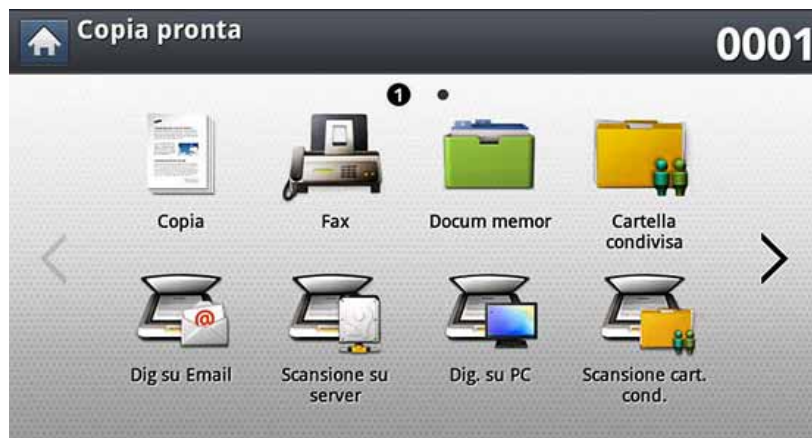 Copia pronta
0001
1
Copia
Fax
Docum memor
Cartella
condivisa
Dig su Email
Scansione su
server
Dig. su PC
Scansione cart.
cond.